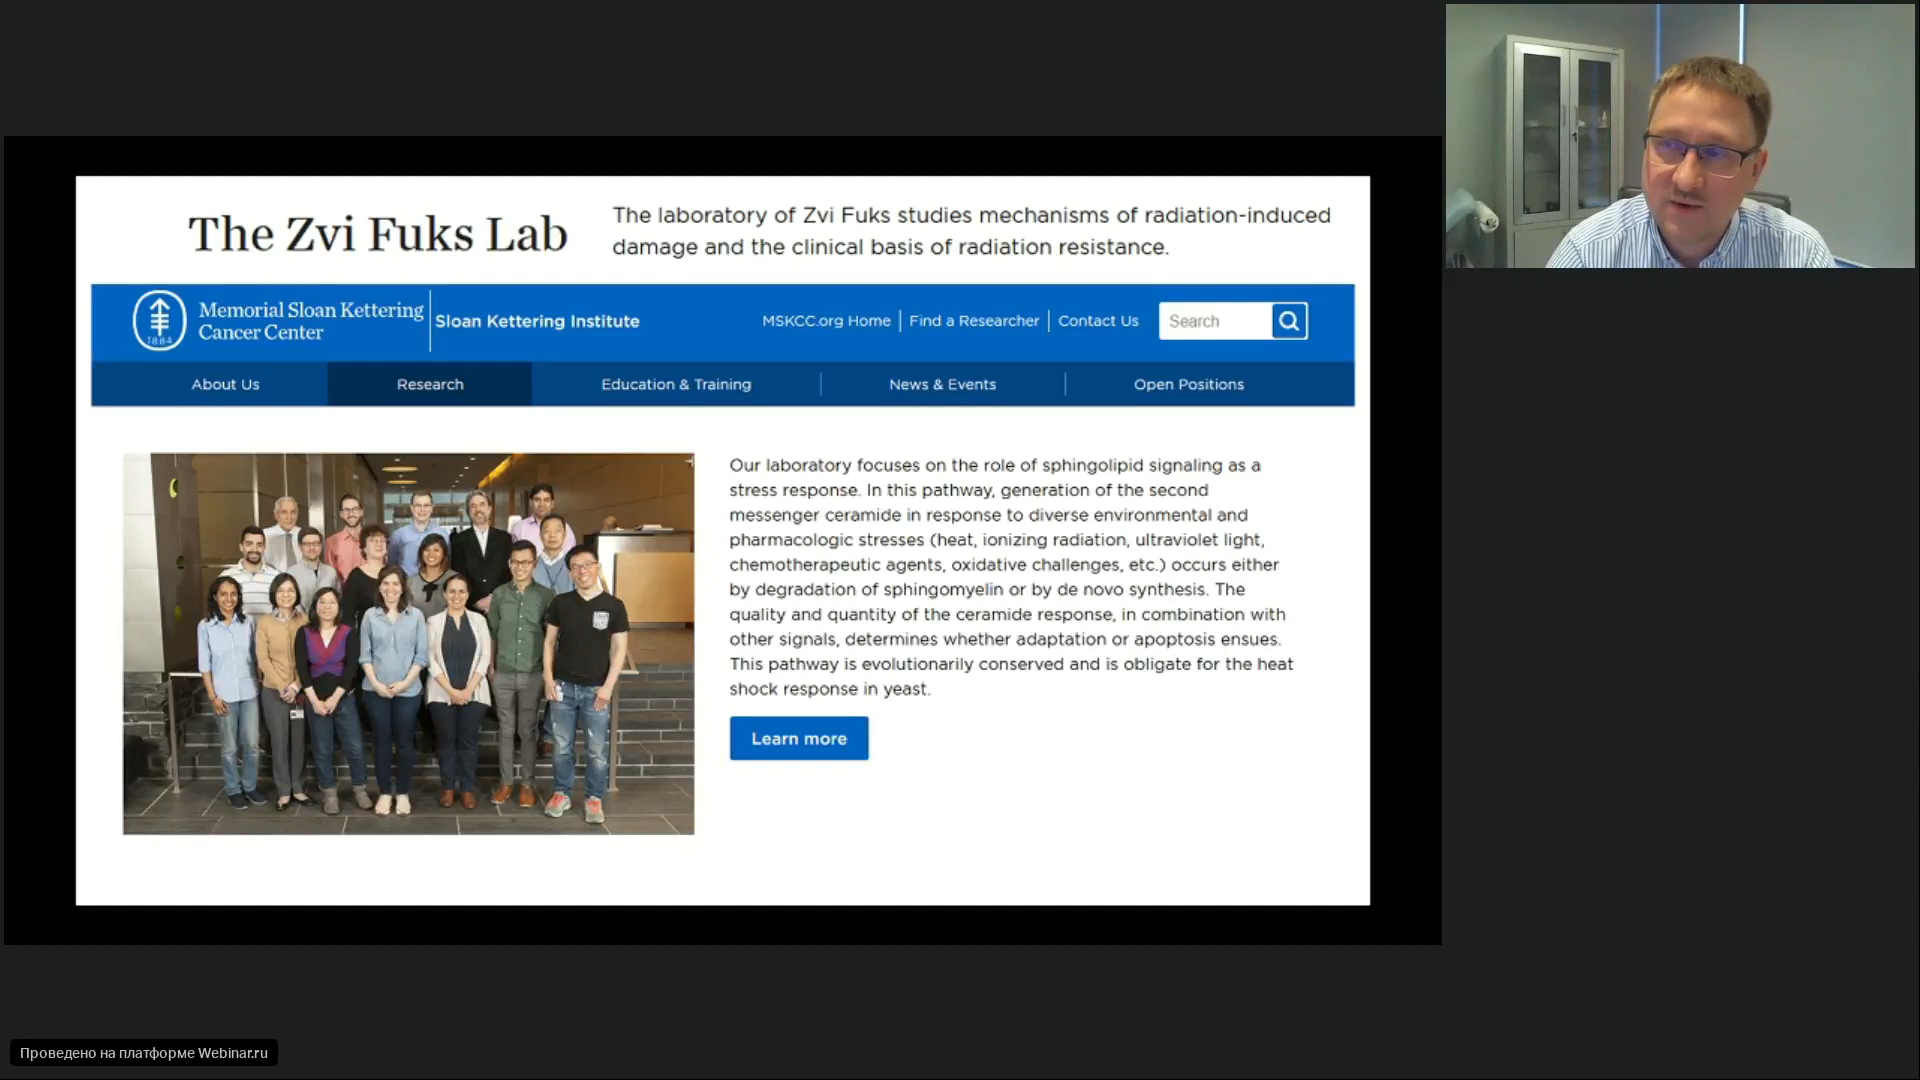 The Zvi Fuks Lab
The laboratory of Zvi Fuks studies mechanisms of radiation-induced
damage and the clinical basis of radiation resistance.
1884
Memorial Sloan Kettering
Cancer Center
Sloan Kettering Institute
MSKCC.org Home
Find a Researcher
Contact Us
Search
About Us
Research
Education & Training
News & Events
Open Positions
Our laboratory focuses on the role of sphingolipid signaling as a
stress response. In this pathway, generation of the second
messenger ceramide in response to diverse environmental and
pharmacologic stresses (heat, ionizing radiation, ultraviolet light,
chemotherapeutic agents, oxidative challenges, etc.) occurs either
by degradation of sphingomyelin or by de novo synthesis. The
quality and quantity of the ceramide response, in combination with
other signals, determines whether adaptation or apoptosis ensues.
This pathway is evolutionarily conserved and is obligate for the heat
shock response in yeast.
Learn more
Проведено на платформе Webinar.ru